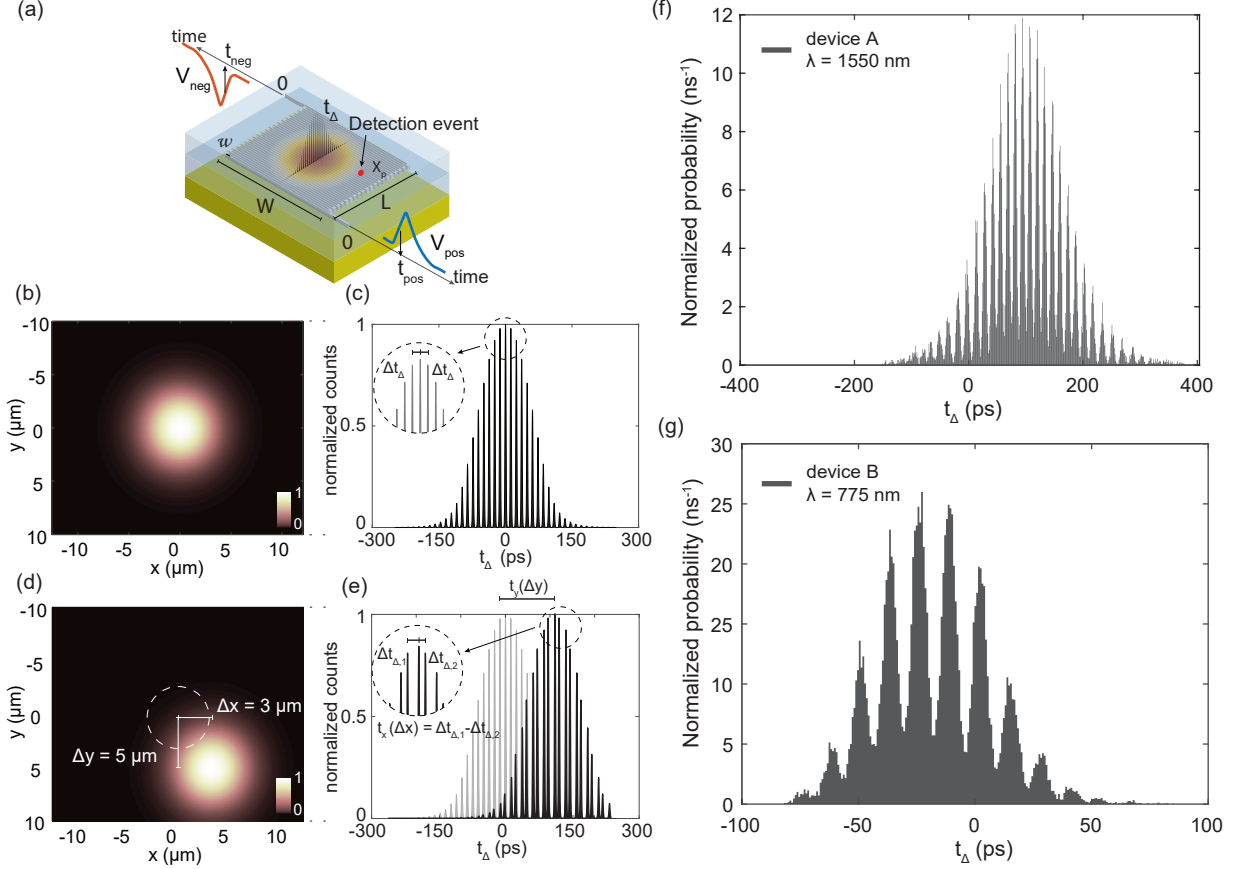 (a)
time
t_neg
V_neg
0
t_Δ
Detection event
w
X_p
W
L
0
V_pos
t_pos
time
(b)
-10
-5
0
5
10
y (μm)
-10 -5 0 5 10
x (μm)
1
0
(c)
1
0.5
0
normalized counts
Δt_Δ Δt_Δ
-300 -150 0 150 300
t_Δ (ps)
(d)
-10
-5
0
5
10
y (μm)
Δx = 3 μm
Δy = 5 μm
1
0
-10 -5 0 5 10
x (μm)
(e)
t_y(Δy)
1
0.5
0
normalized counts
Δt_Δ,1 Δt_Δ,2
t_x(Δx) = Δt_Δ,1-Δt_Δ,2
-300 -150 0 150 300
t_Δ (ps)
(f)
12
10
8
6
4
2
0
Normalized probability (ns⁻¹)
device A
λ = 1550 nm
-400 -200 0 200 400
t_Δ (ps)
(g)
30
25
20
25
10
5
0
Normalized probability (ns⁻¹)
device B
λ = 775 nm
-100 -50 0 50 100
t_Δ (ps)